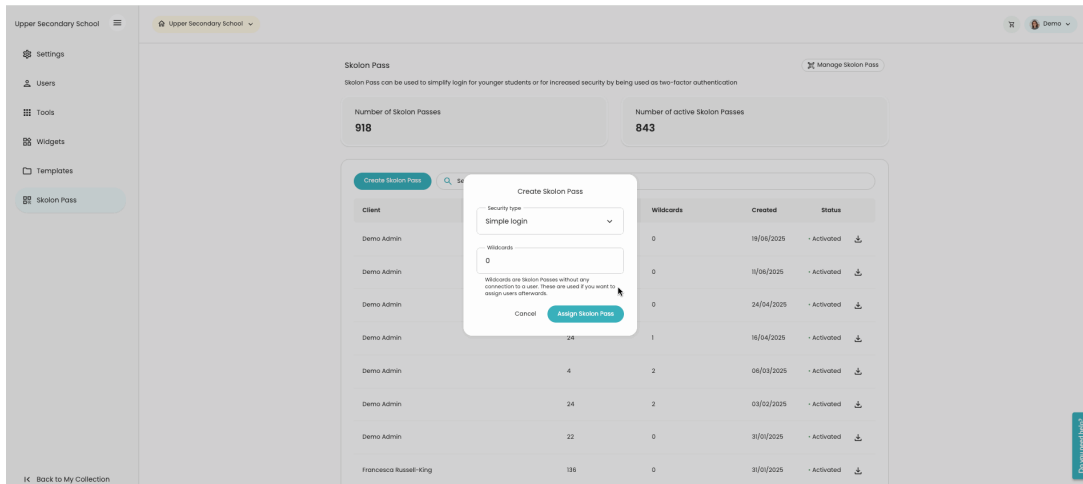 Upper Secondary School
Upper Secondary School
Demo
Settings
Users
Tools
Widgets
Templates
Skolon Pass
Back to My Collection
Skolon Pass
Manage Skolon Pass
Skolon Pass can be used to simplify login for younger students or for increased security by being used as two-factor authentication
Number of Skolon Passes
918
Number of active Skolon Passes
843
Create Skolon Pass
Se
Client Wildcards Created Status
Demo Admin 0 19/06/2025 - Activated
Demo Admin 0 11/06/2025 - Activated
Demo Admin 0 24/04/2025 - Activated
Demo Admin 24 1 16/04/2025 - Activated
Demo Admin 4 2 06/03/2025 - Activated
Demo Admin 24 2 03/02/2025 - Activated
Demo Admin 22 0 31/01/2025 - Activated
Francesca Russell-King 136 0 31/01/2025 - Activated
Create Skolon Pass
Security type
Simple login
Wildcards
0
Wildcards are Skolon Passes without any
connection to a user. These are used if you want to
assign users afterwards.
Cancel Assign Skolon Pass
Do you need help?